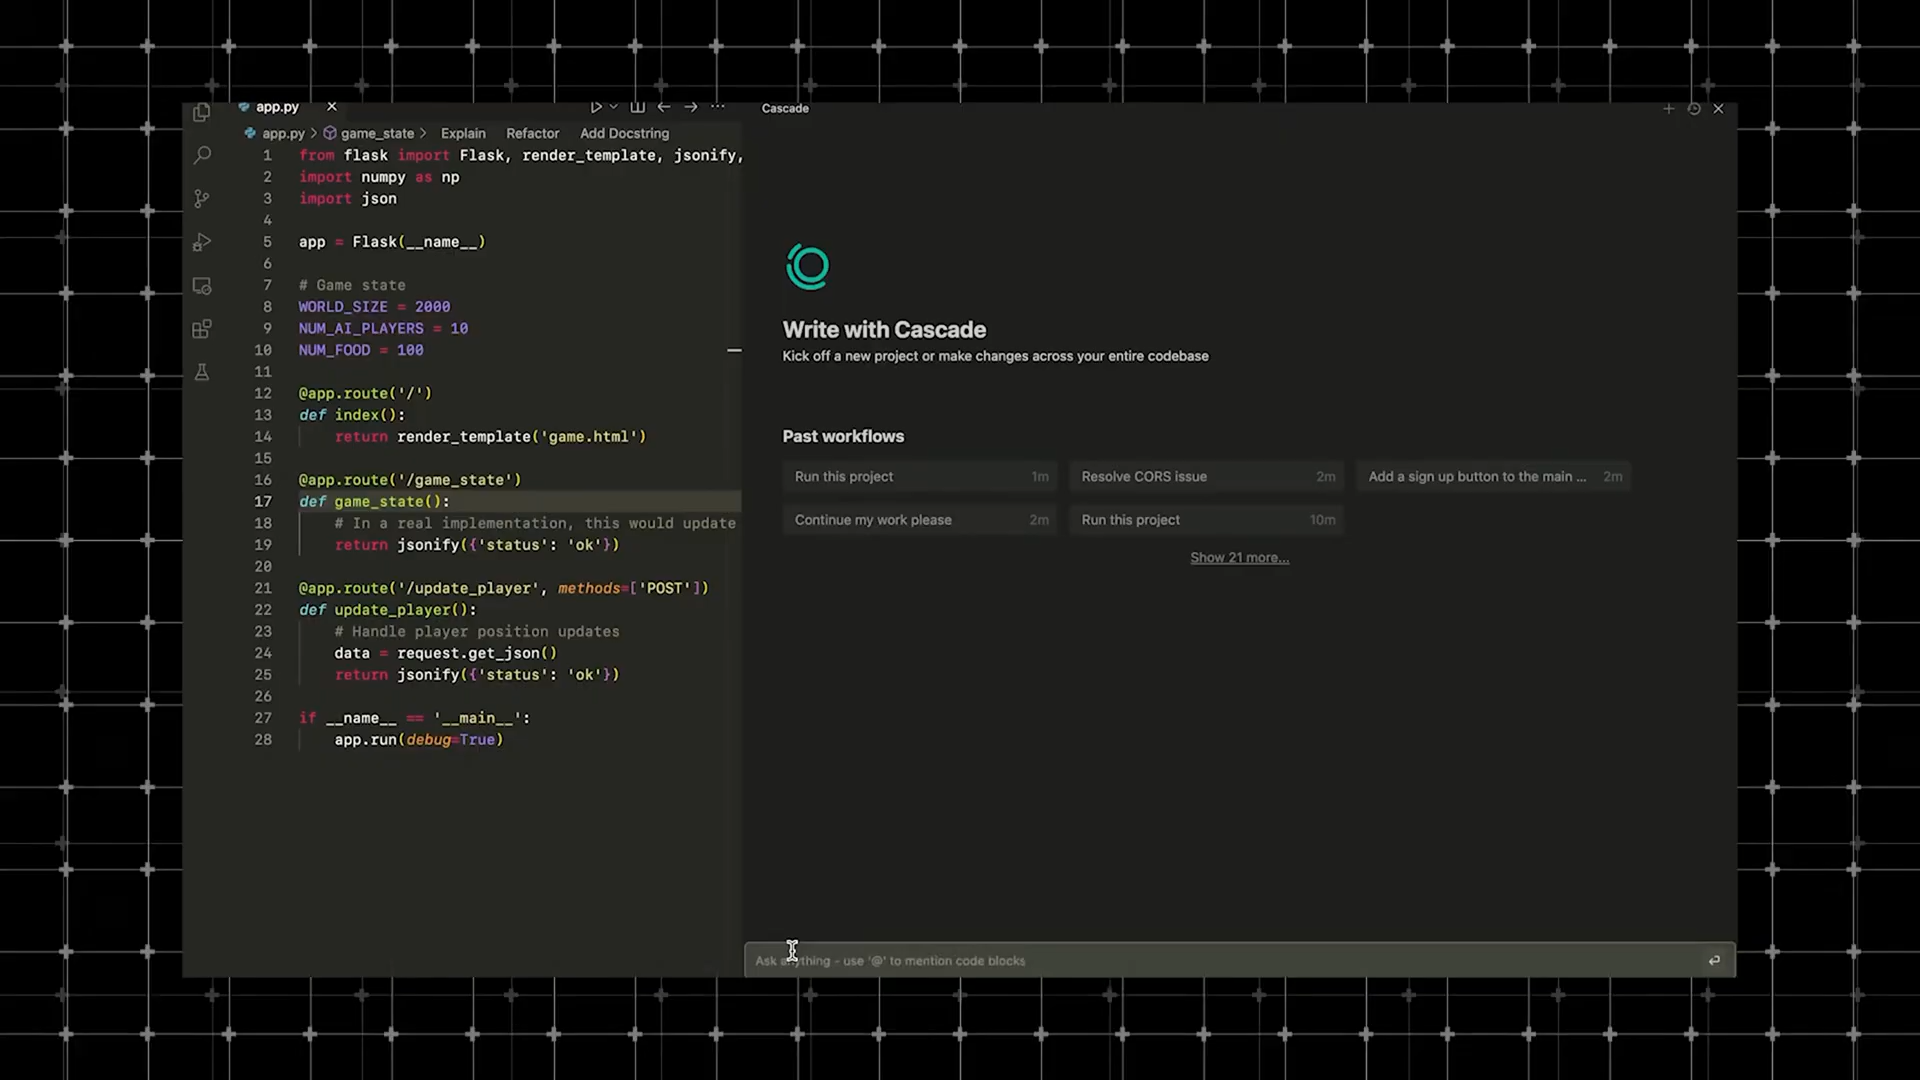 app.py
app.py > game_state > Explain Refactor Add Docstring
1 from flask import Flask, render_template, jsonify,
2 import numpy as np
3 import json
4
5 app = Flask(__name__)
6
7 # Game state
8 WORLD_SIZE = 2000
9 NUM_AI_PLAYERS = 10
10 NUM_FOOD = 100
11
12 @app.route('/')
13 def index():
14 return render_template('game.html')
15
16 @app.route('/game_state')
17 def game_state():
18 # In a real implementation, this would update
19 return jsonify({'status': 'ok'})
20
21 @app.route('/update_player', methods=['POST'])
22 def update_player():
23 # Handle player position updates
24 data = request.get_json()
25 return jsonify({'status': 'ok'})
26
27 if __name__ == '__main__':
28 app.run(debug=True)
Cascade
Write with Cascade
Kick off a new project or make changes across your entire codebase
Past workflows
Run this project 1m
Resolve CORS issue 2m
Add a sign up button to the main ... 2m
Continue my work please 2m
Run this project 10m
Show 21 more...
Ask anything - use '@' to mention code blocks